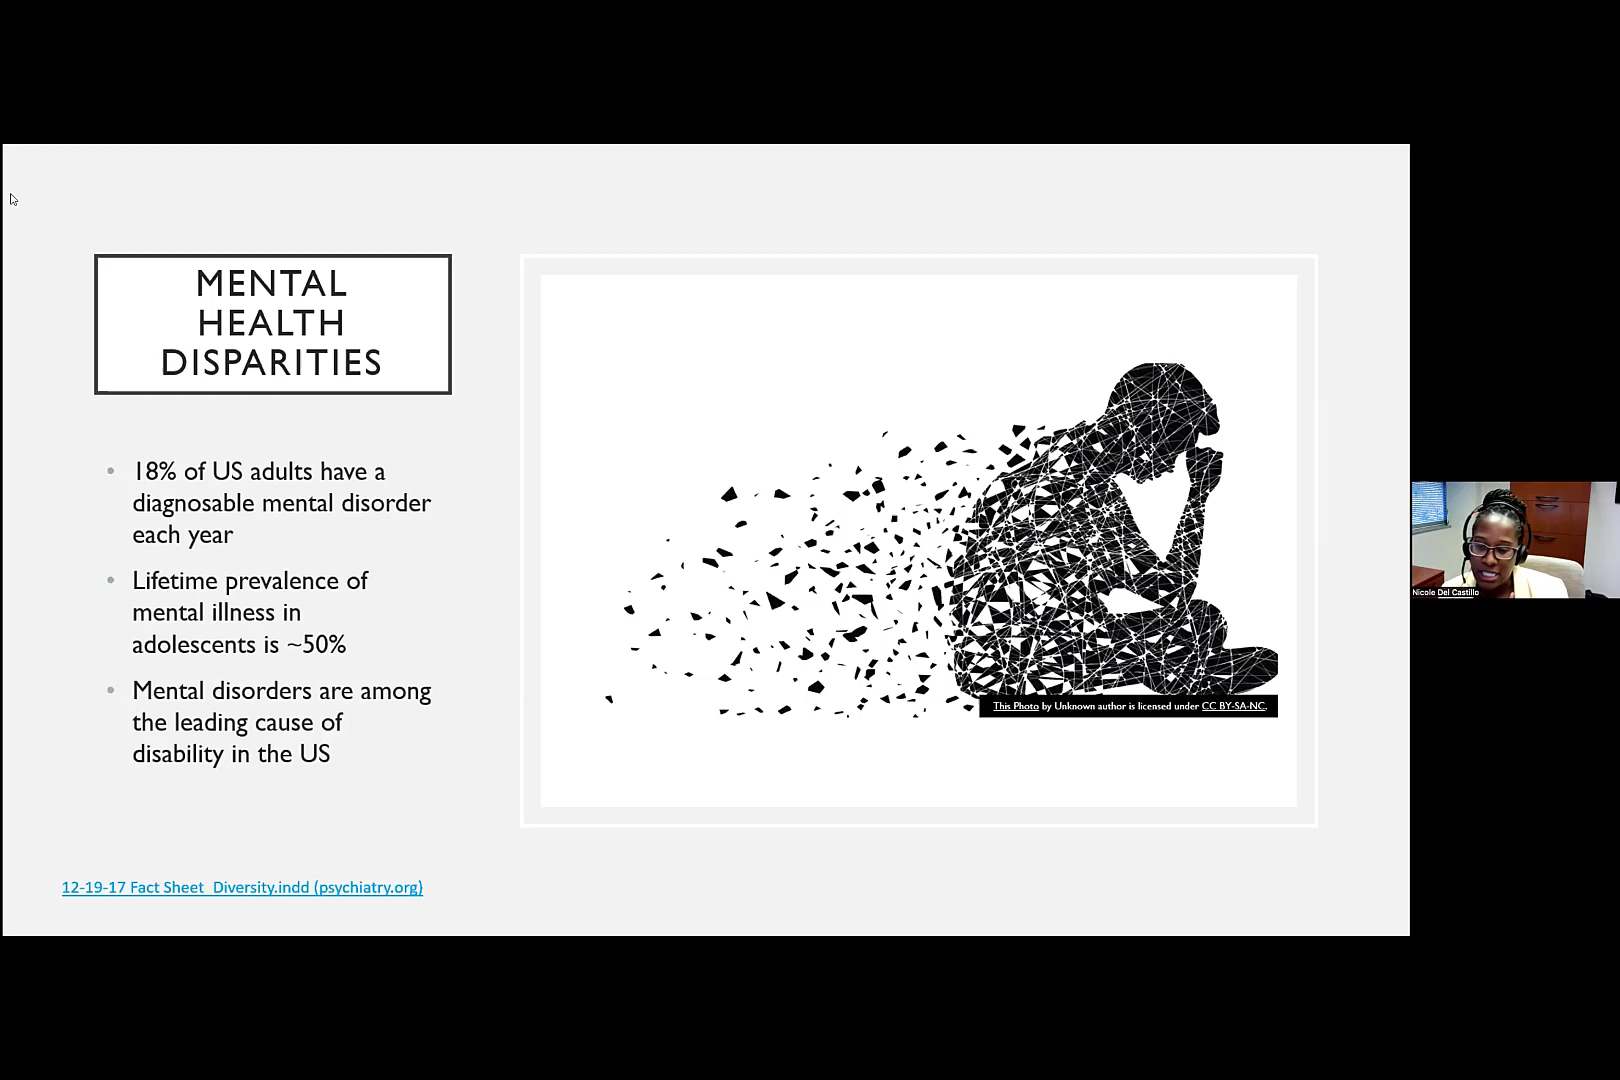 MENTAL
HEALTH
DISPARITIES
• 18% of US adults have a
diagnosable mental disorder
each year
• Lifetime prevalence of
mental illness in
adolescents is ~50%
• Mental disorders are among
the leading cause of
disability in the US
12-19-17 Fact Sheet_Diversity.indd (psychiatry.org)
This Photo by Unknown author is licensed under CC BY-SA-NC.
Nicole Del Castillo